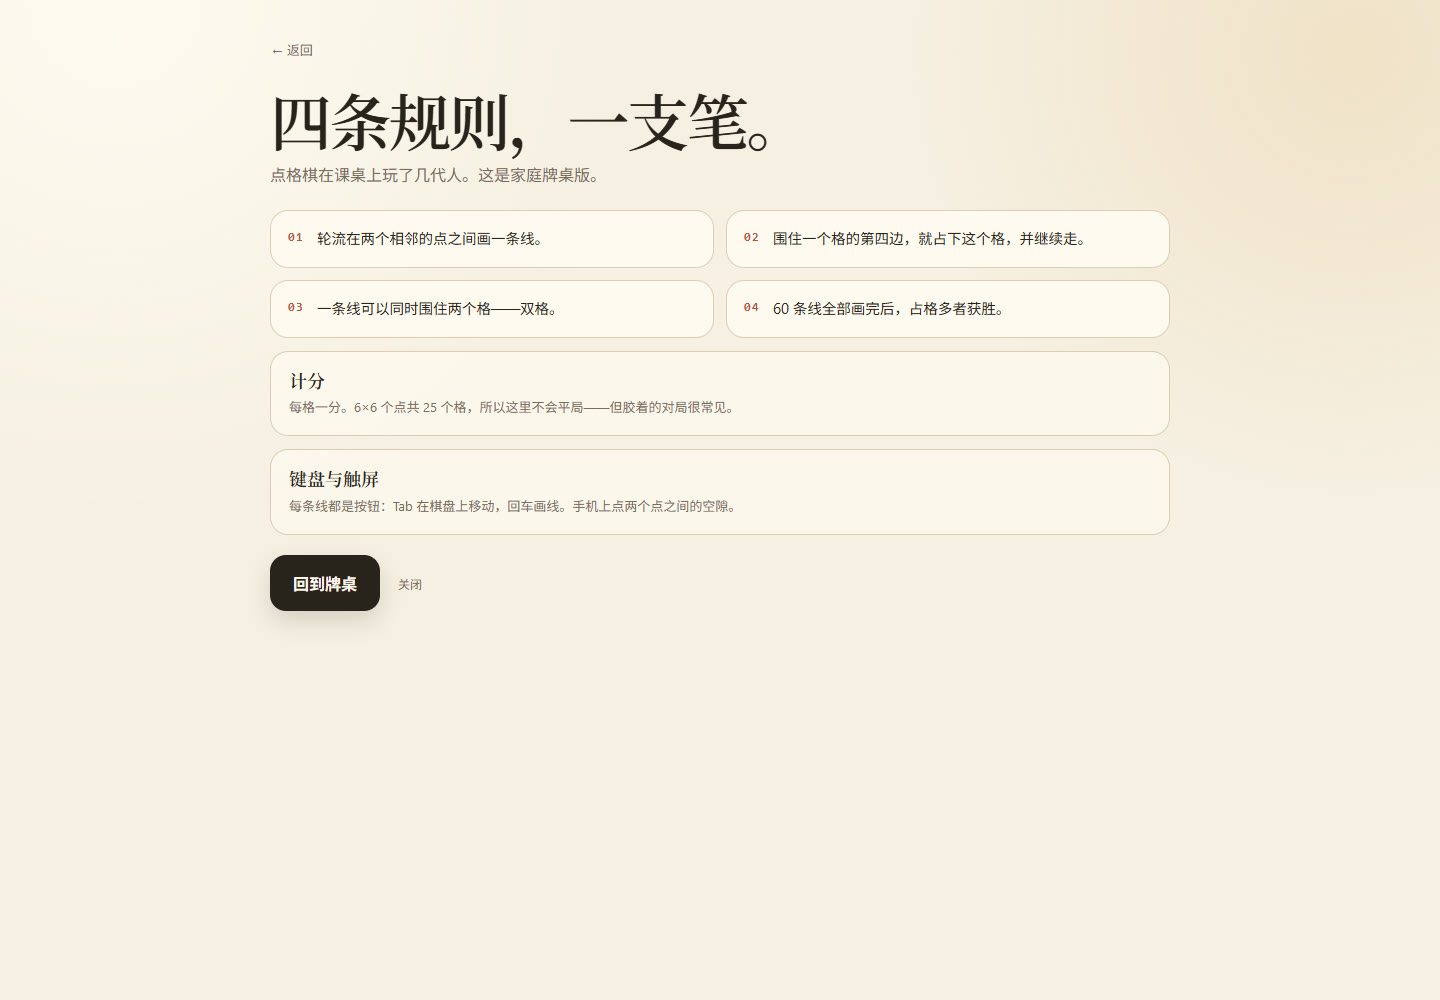 ← 返回
四条规则，一支笔。
点格棋在课桌上玩了几代人。这是家庭牌桌版。
01 轮流在两个相邻的点之间画一条线。
02 围住一个格的第四边，就占下这个格，并继续走。
03 一条线可以同时围住两个格——双格。
04 60 条线全部画完后，占格多者获胜。
计分
每格一分。6×6 个点共 25 个格，所以这里不会平局——但胶着的对局很常见。
键盘与触屏
每条线都是按钮：Tab 在棋盘上移动，回车画线。手机上点两个点之间的空隙。
回到牌桌
关闭